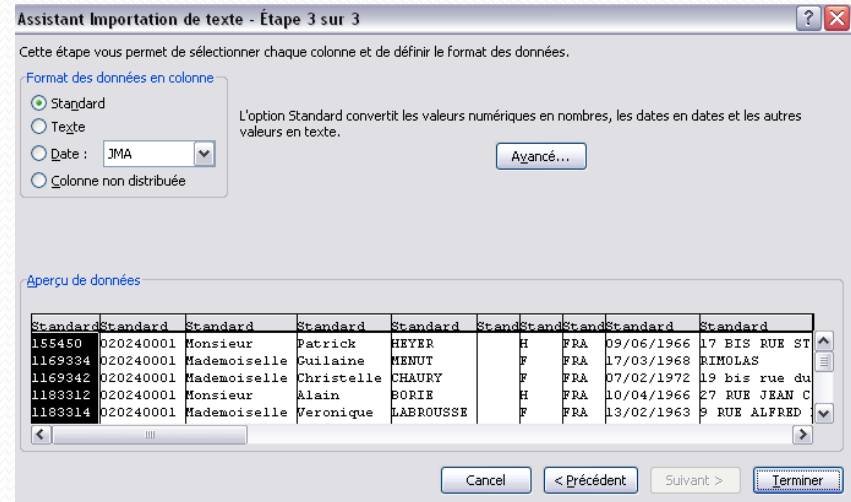 Assistant Importation de texte - Étape 3 sur 3
Cette étape vous permet de sélectionner chaque colonne et de définir le format des données.
Format des données en colonne
Standard
Texte
Date : JMA
Colonne non distribuée
L'option Standard convertit les valeurs numériques en nombres, les dates en dates et les autres
valeurs en texte.
Avancé...
Aperçu de données
Standard Standard Standard Standard Standard Stand Stand Stand Standard Standard
155450 020240001 Monsieur Patrick HEYER H FRA 09/06/1966 17 BIS RUE ST
1169334 020240001 Mademoiselle Guilaine MENUT F FRA 17/03/1968 RIMOLAS
1169342 020240001 Mademoiselle Christelle CHAURY F FRA 07/02/1972 19 bis rue du
1183312 020240001 Monsieur Alain BORIE H FRA 10/04/1966 27 RUE JEAN C
1183314 020240001 Mademoiselle Veronique LABROUSSE F FRA 13/02/1963 9 RUE ALFRED
Cancel < Précédent Suivant > Terminer